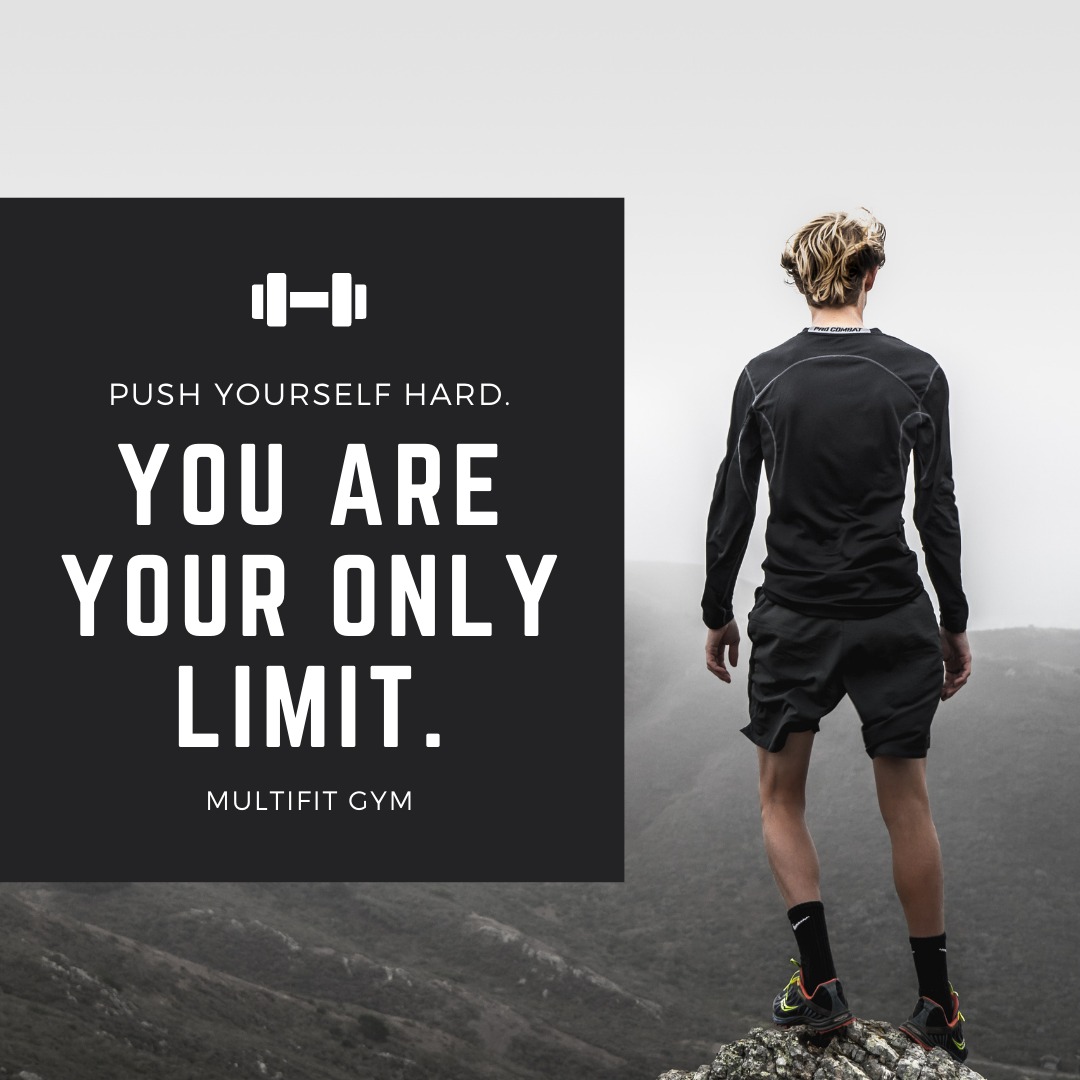 PUSH YOURSELF HARD.
YOU ARE
YOUR ONLY
LIMIT.
MULTIFIT GYM
PRO COMBAT